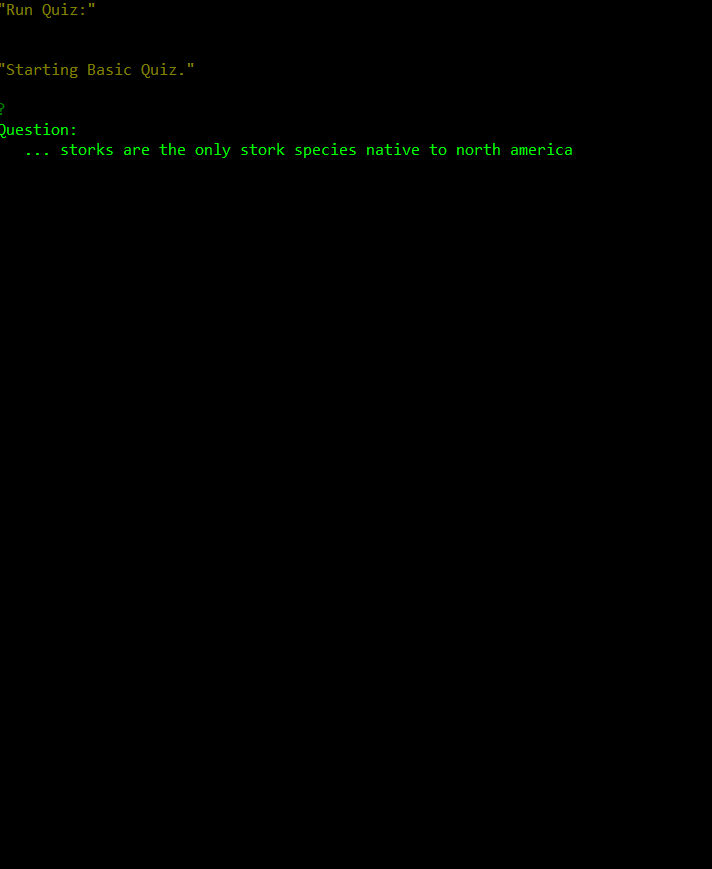 "Run Quiz:"
"Starting Basic Quiz."
?
Question:
... storks are the only stork species native to north america